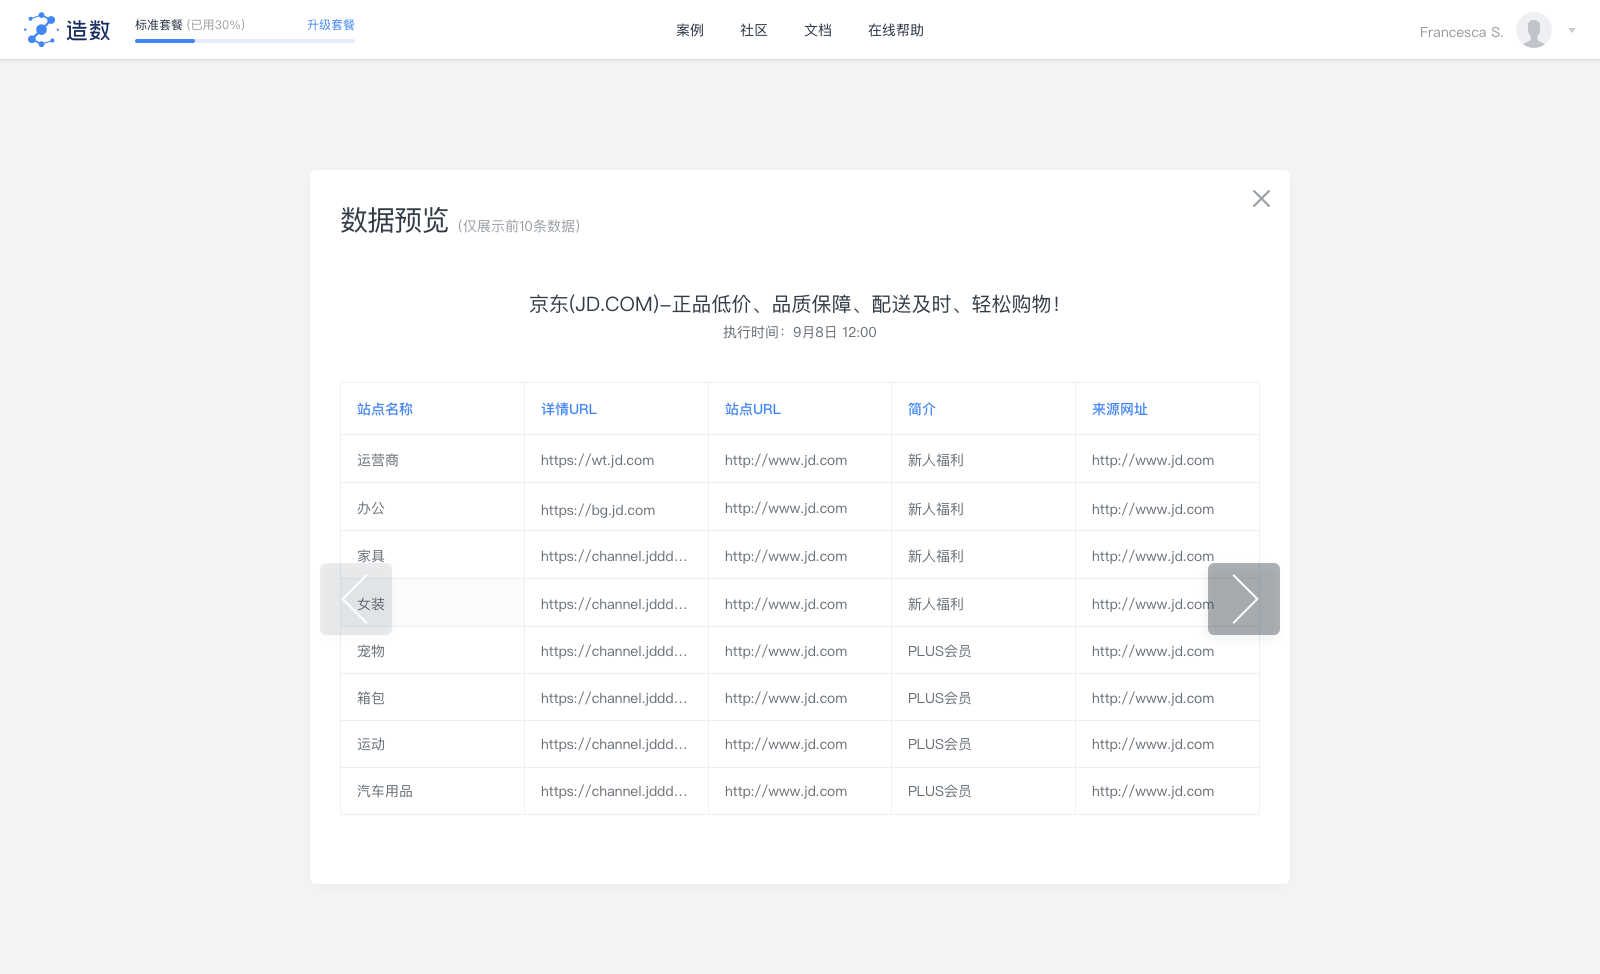 造数 标准套餐 (已用30%) 升级套餐 案例 社区 文档 在线帮助 Francesca S.
数据预览 (仅展示前10条数据)
京东(JD.COM)-正品低价、品质保障、配送及时、轻松购物！
执行时间：9月8日 12:00
站点名称 详情URL 站点URL 简介 来源网址
运营商 https://wt.jd.com http://www.jd.com 新人福利 http://www.jd.com
办公 https://bg.jd.com http://www.jd.com 新人福利 http://www.jd.com
家具 https://channel.jddd... http://www.jd.com 新人福利 http://www.jd.com
女装 https://channel.jddd... http://www.jd.com 新人福利 http://www.jd.com
宠物 https://channel.jddd... http://www.jd.com PLUS会员 http://www.jd.com
箱包 https://channel.jddd... http://www.jd.com PLUS会员 http://www.jd.com
运动 https://channel.jddd... http://www.jd.com PLUS会员 http://www.jd.com
汽车用品 https://channel.jddd... http://www.jd.com PLUS会员 http://www.jd.com